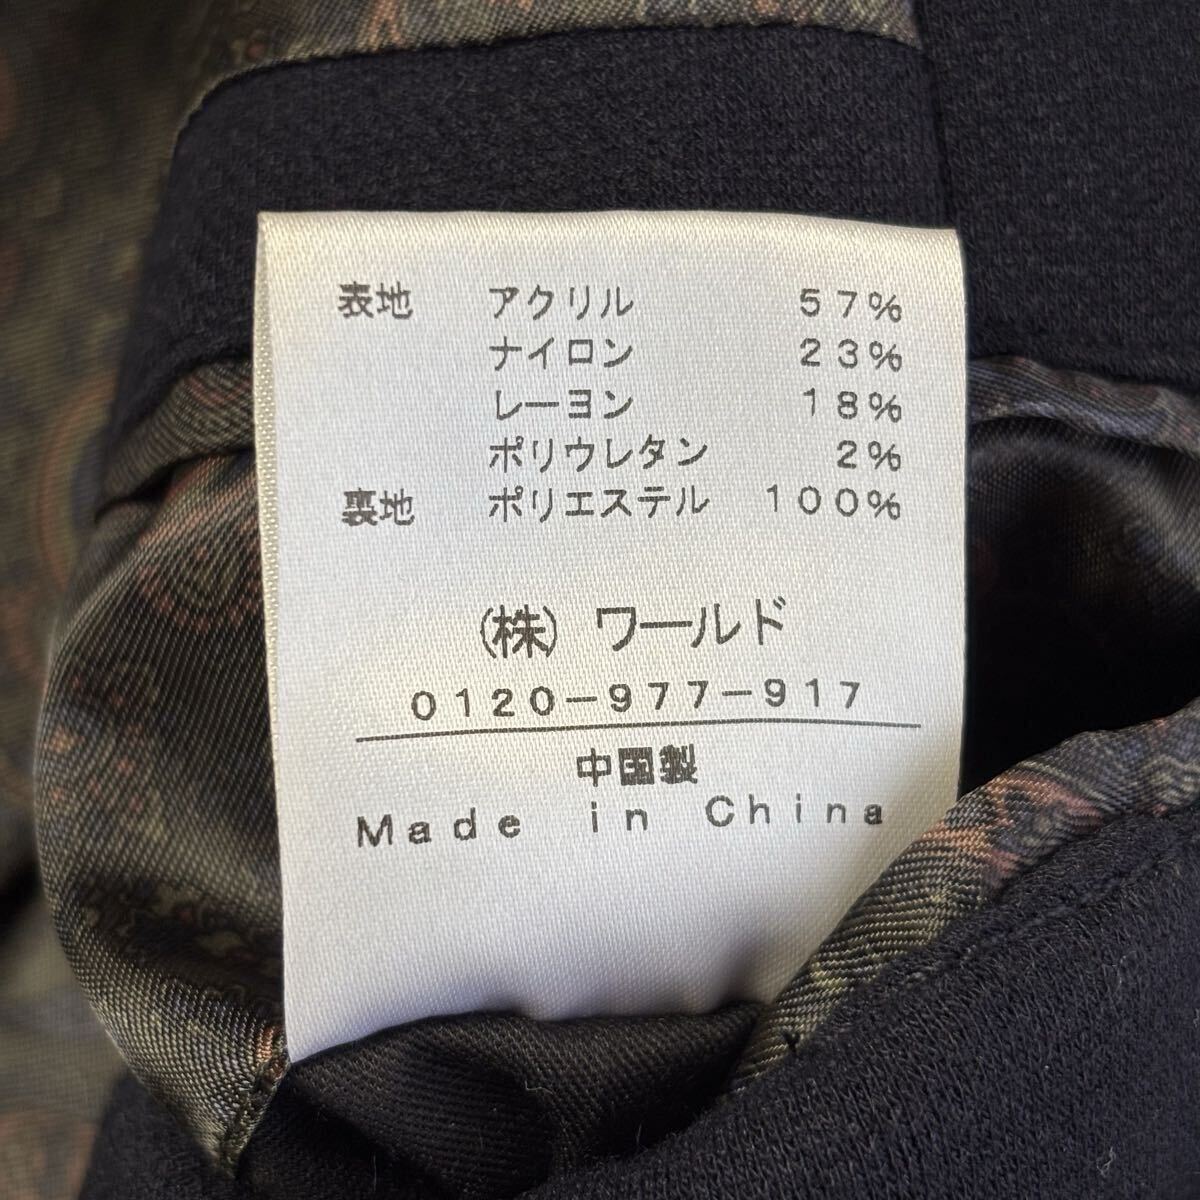 表地 アクリル 57%
ナイロン 23%
レーヨン 18%
ポリウレタン 2%
裏地 ポリエステル 100%
(株) ワールド
0120-977-917
中国製
Made in China